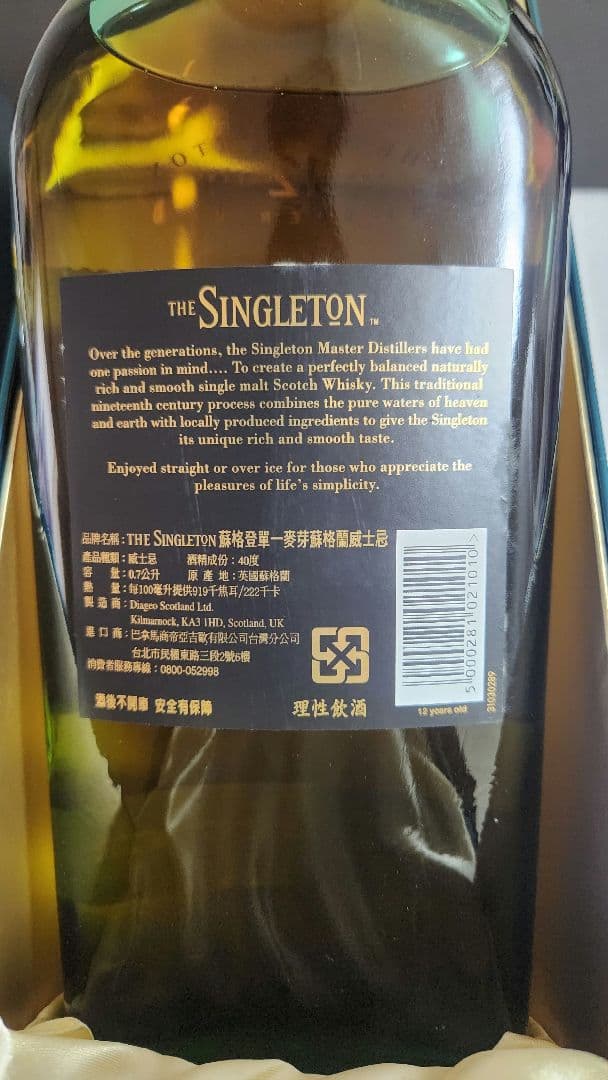 THE SINGLETON ™
Over the generations, the Singleton Master Distillers have had
one passion in mind.... To create a perfectly balanced naturally
rich and smooth single malt Scotch Whisky. This traditional
nineteenth century process combines the pure waters of heaven
and earth with locally produced ingredients to give the Singleton
its unique rich and smooth taste.
Enjoyed straight or over ice for those who appreciate the
pleasures of life's simplicity.
品牌名稱:THE SINGLETON 蘇格登單一麥芽蘇格蘭威士忌
產品種類:威士忌 酒精成份:40度
容 量:0.7公升 原 產 地:英國蘇格蘭
熱 量:每100毫升提供919千焦耳/222千卡
製 造 商:Diageo Scotland Ltd.
Kilmarnock, KA3 1HD, Scotland, UK
進 口 商:巴拿馬商帝亞吉歐有限公司台灣分公司
台北市民權東路三段2號6樓
消費者服務專線:0800-052998
酒後不開車 安全有保障
理性飲酒
5 000281 021010 >
12 years old
31030289